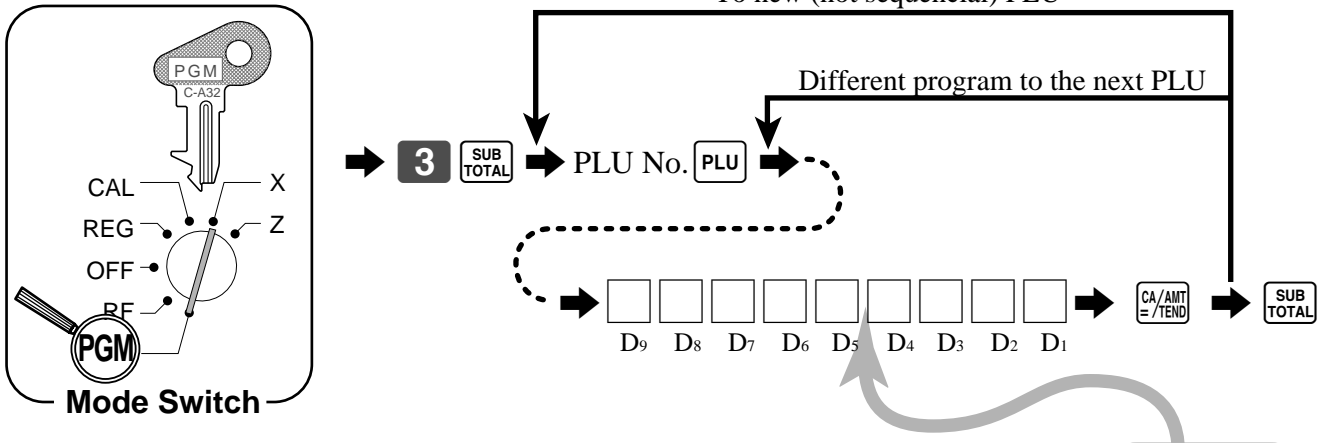 To new (not sequencial) PLU
Different program to the next PLU
PGM
C-A32
CAL
X
REG
Z
OFF
RF
PGM
Mode Switch
3 SUB TOTAL PLU No. PLU
CA/AMT = /TEND SUB TOTAL
D9 D8 D7 D6 D5 D4 D3 D2 D1